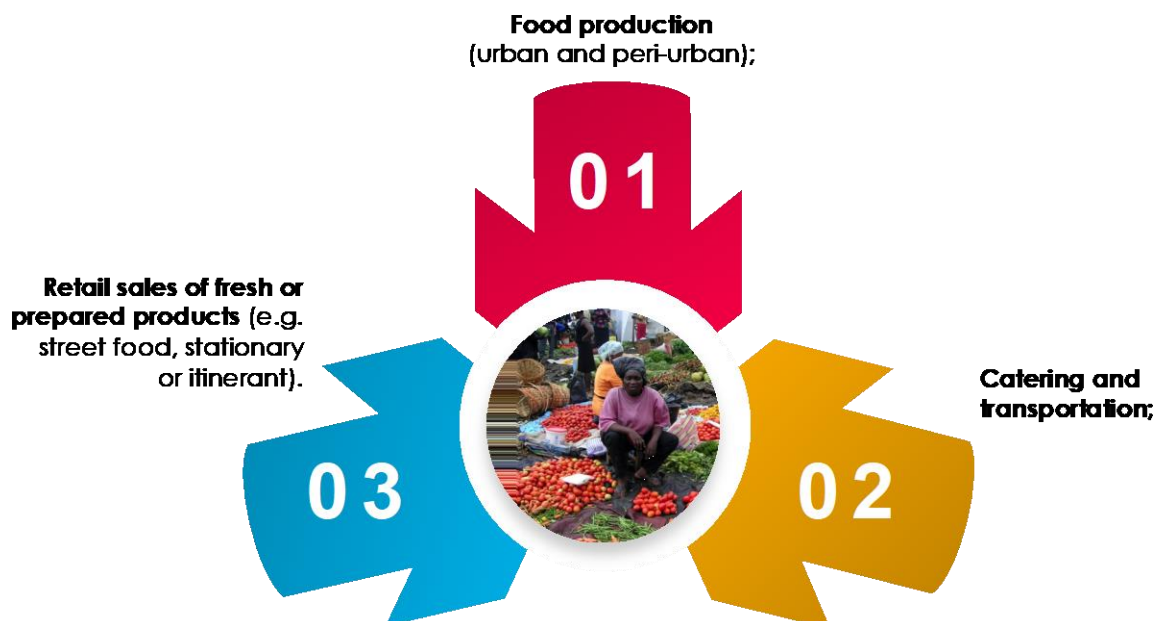 Food production
(urban and peri-urban);
01
Retail sales of fresh or
prepared products (e.g.
street food, stationary
or itinerant).
Catering and
transportation;
03
02